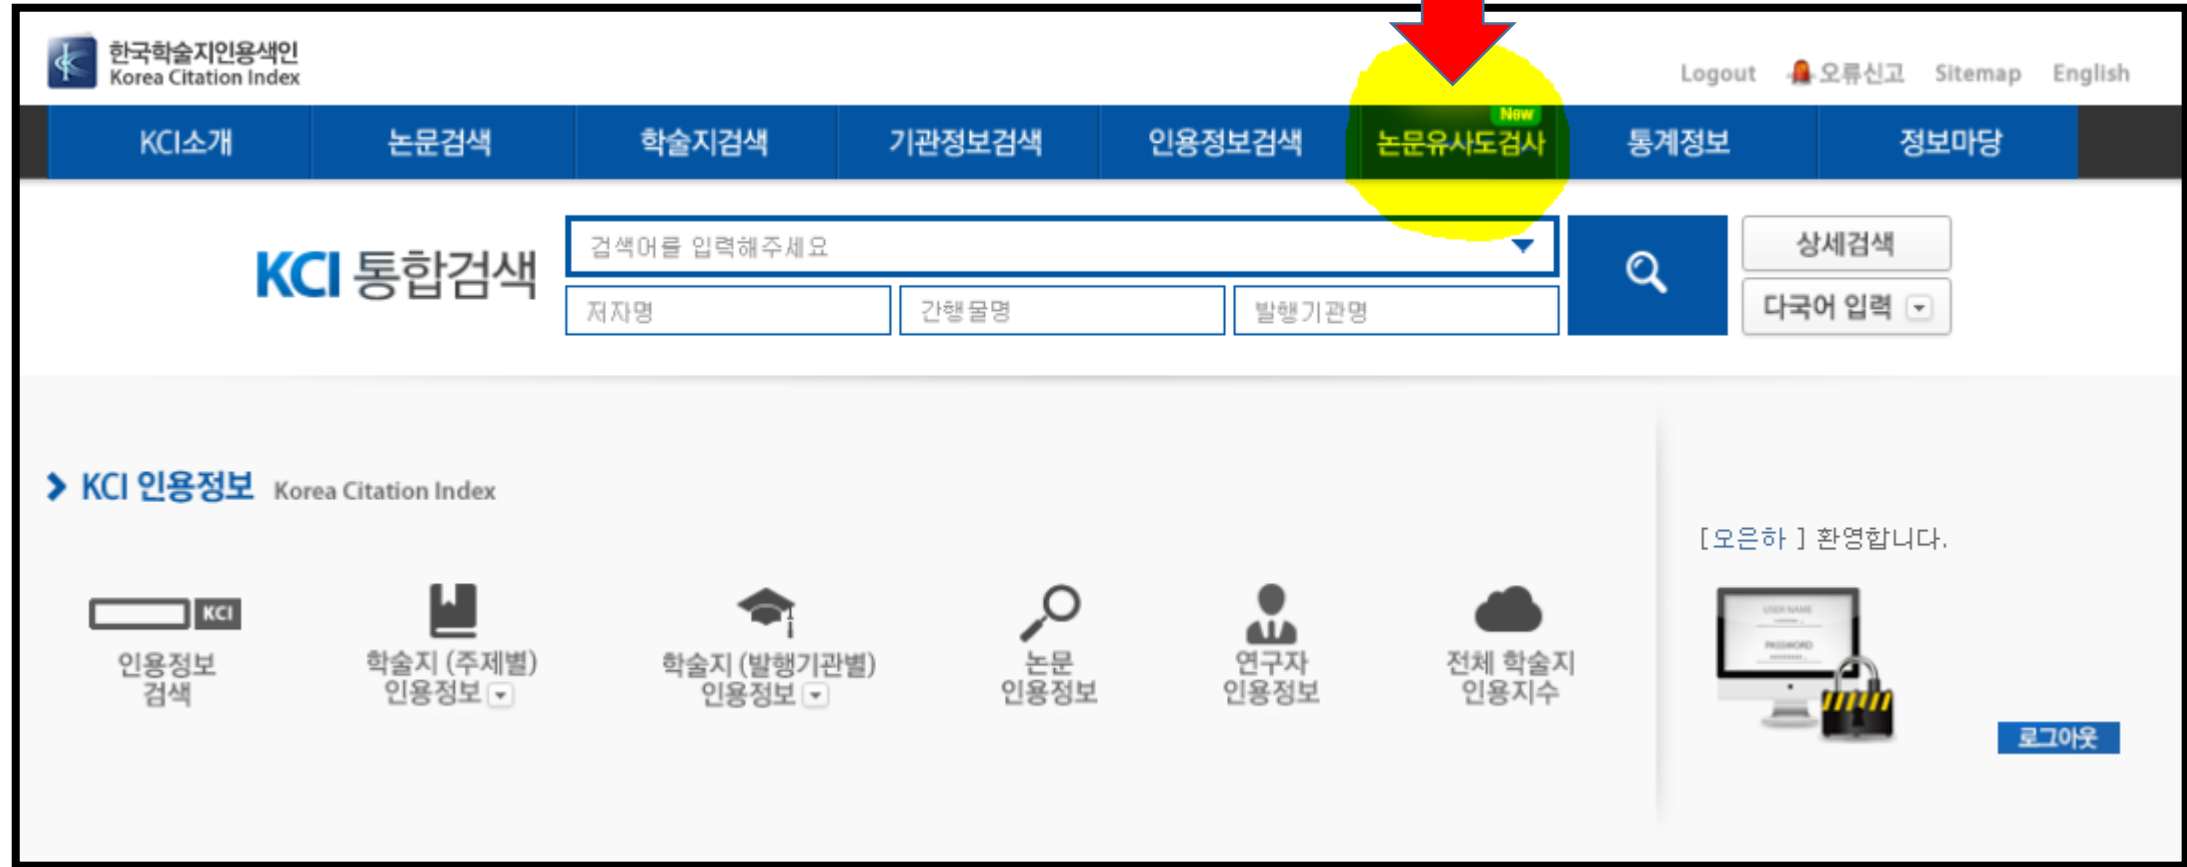 한국학술지인용색인
Korea Citation Index
Logout 오류신고 Sitemap English
KCI소개 논문검색 학술지검색 기관정보검색 인용정보검색 논문유사도검사 New 통계정보 정보마당
KCI 통합검색
검색어를 입력해주세요
상세검색
저자명 간행물명 발행기관명
다국어 입력
KCI 인용정보 Korea Citation Index
[오은하 ] 환영합니다.
USER NAME
PASSWORD
KCI
인용정보
검색
학술지 (주제별)
인용정보
학술지 (발행기관별)
인용정보
논문
인용정보
연구자
인용정보
전체 학술지
인용지수
로그아웃